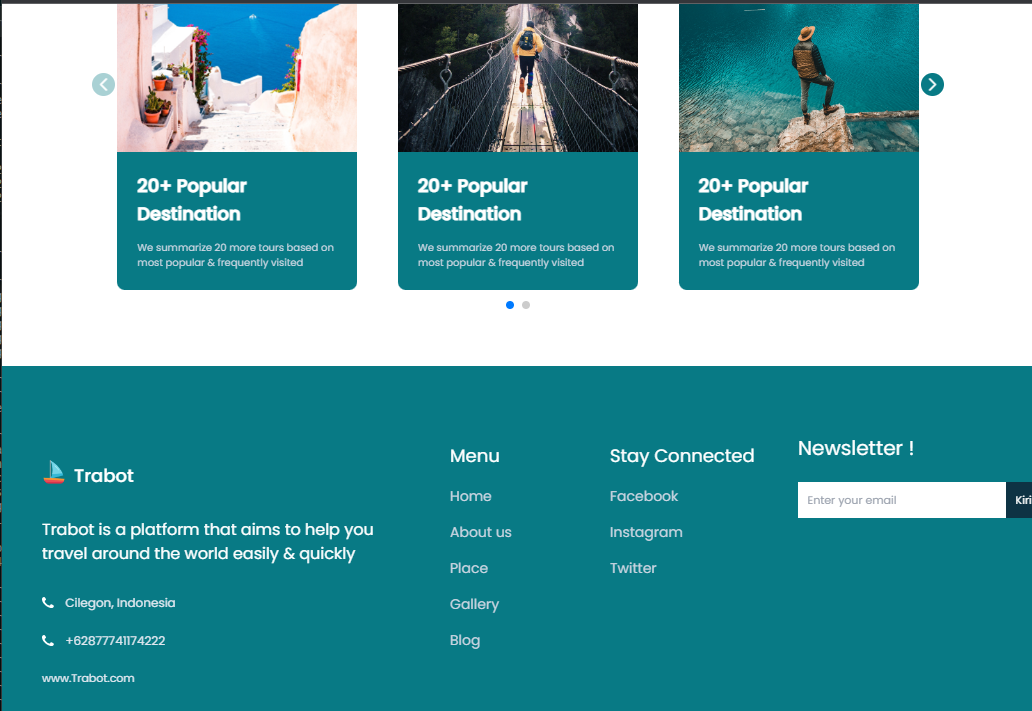 20+ Popular
Destination
We summarize 20 more tours based on
most popular & frequently visited
20+ Popular
Destination
We summarize 20 more tours based on
most popular & frequently visited
20+ Popular
Destination
We summarize 20 more tours based on
most popular & frequently visited
Trabot
Trabot is a platform that aims to help you
travel around the world easily & quickly
Cilegon, Indonesia
+62877741174222
www.Trabot.com
Menu
Home
About us
Place
Gallery
Blog
Stay Connected
Facebook
Instagram
Twitter
Newsletter !
Enter your email
Kiri